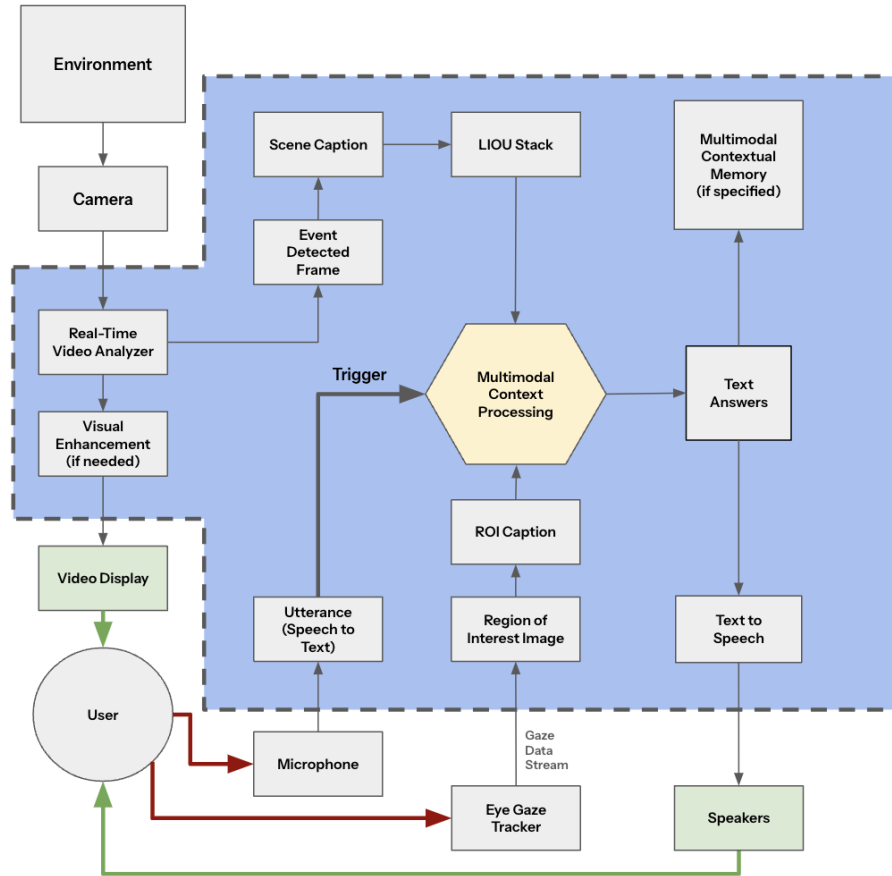 Environment
Camera
Real-Time
Video Analyzer
Visual
Enhancement
(if needed)
Video Display
User
Scene Caption
Event
Detected
Frame
LIOU Stack
Trigger
Multimodal
Context
Processing
Multimodal
Contextual
Memory
(if specified)
Text
Answers
ROI Caption
Utterance
(Speech to
Text)
Region of
Interest Image
Text to
Speech
Microphone
Gaze
Data
Stream
Eye Gaze
Tracker
Speakers